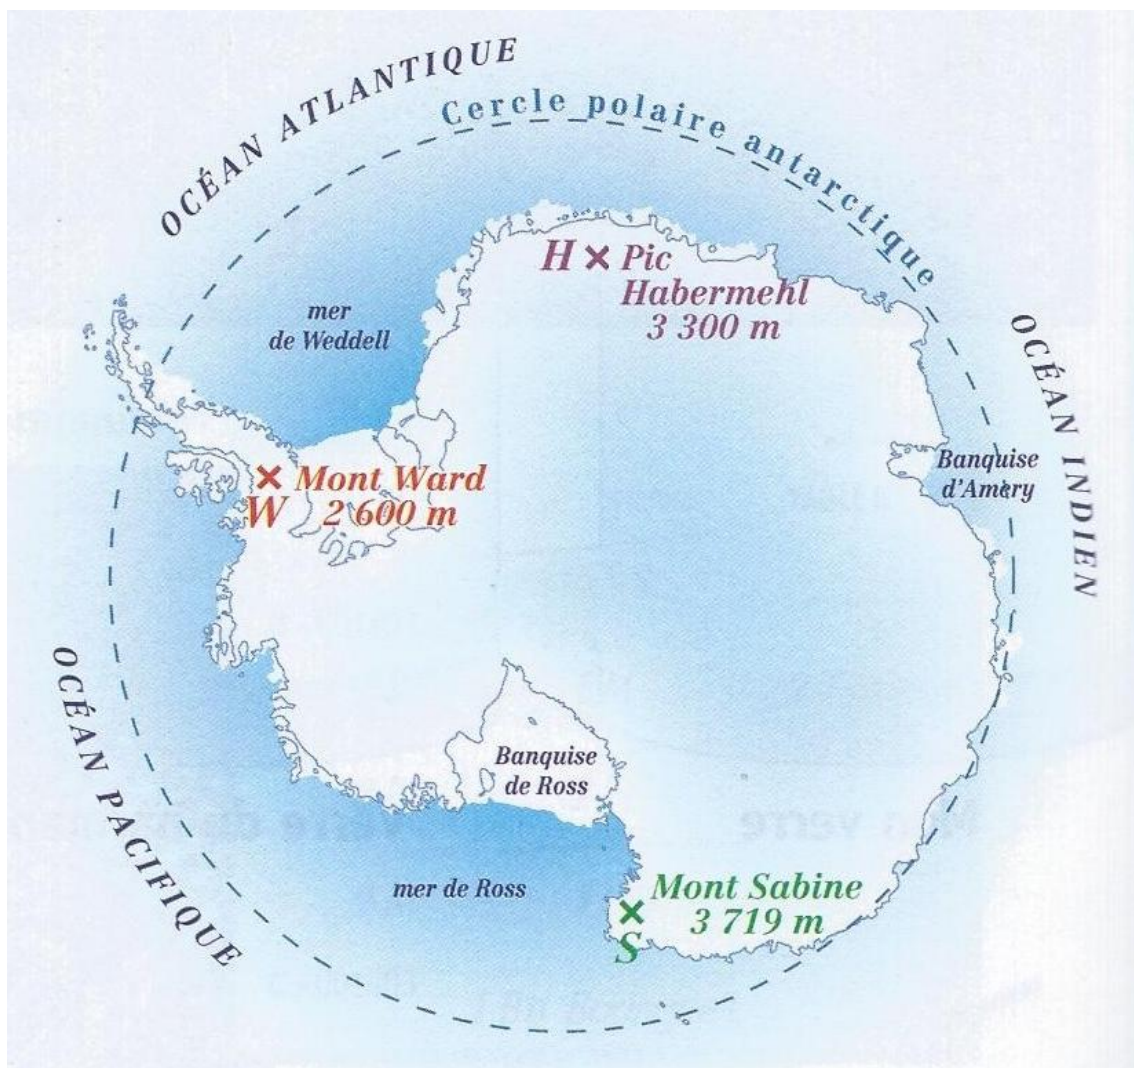 OCÉAN ATLANTIQUE
Cercle polaire antarctique
H × Pic
Habermehl
3 300 m
mer
de Weddell
OCÉAN INDIEN
Banquise
d'Amery
× Mont Ward
W 2 600 m
OCÉAN PACIFIQUE
Banquise
de Ross
mer de Ross
Mont Sabine
× 3 719 m
S